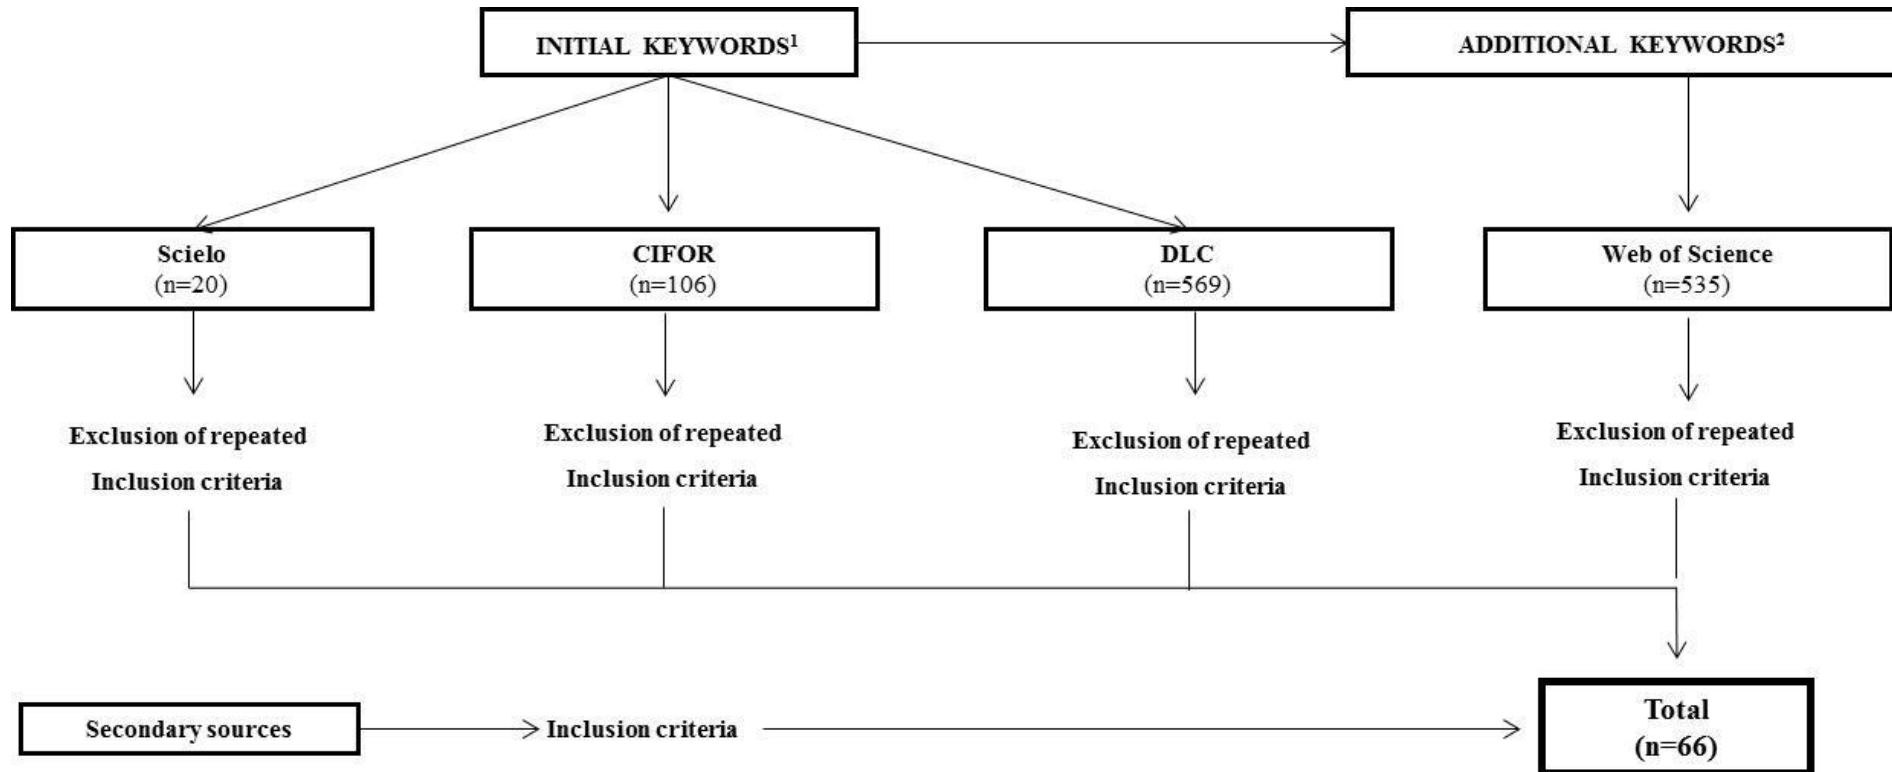 INITIAL KEYWORDS¹
ADDITIONAL KEYWORDS²
Scielo
(n=20)
CIFOR
(n=106)
DLC
(n=569)
Web of Science
(n=535)
Exclusion of repeated
Inclusion criteria
Exclusion of repeated
Inclusion criteria
Exclusion of repeated
Inclusion criteria
Exclusion of repeated
Inclusion criteria
Secondary sources
Inclusion criteria
Total
(n=66)